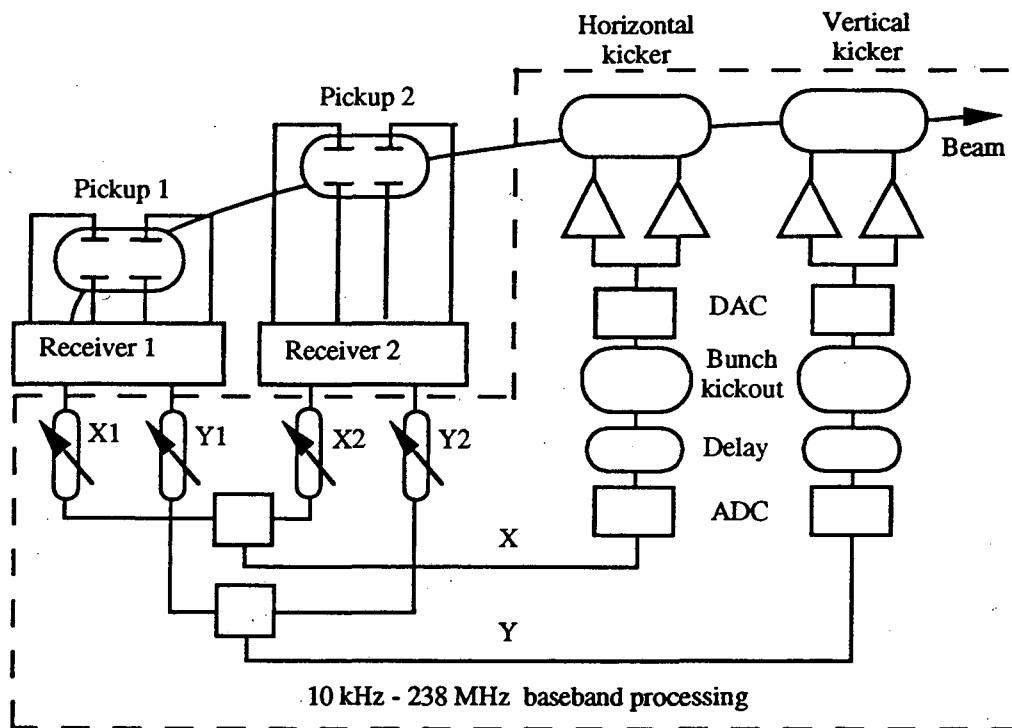 Horizontal
kicker
Vertical
kicker
Pickup 2
Beam
Pickup 1
Receiver 1
Receiver 2
DAC
Bunch
kickout
X1
Y1
X2
Y2
Delay
ADC
X
Y
10 kHz - 238 MHz baseband processing